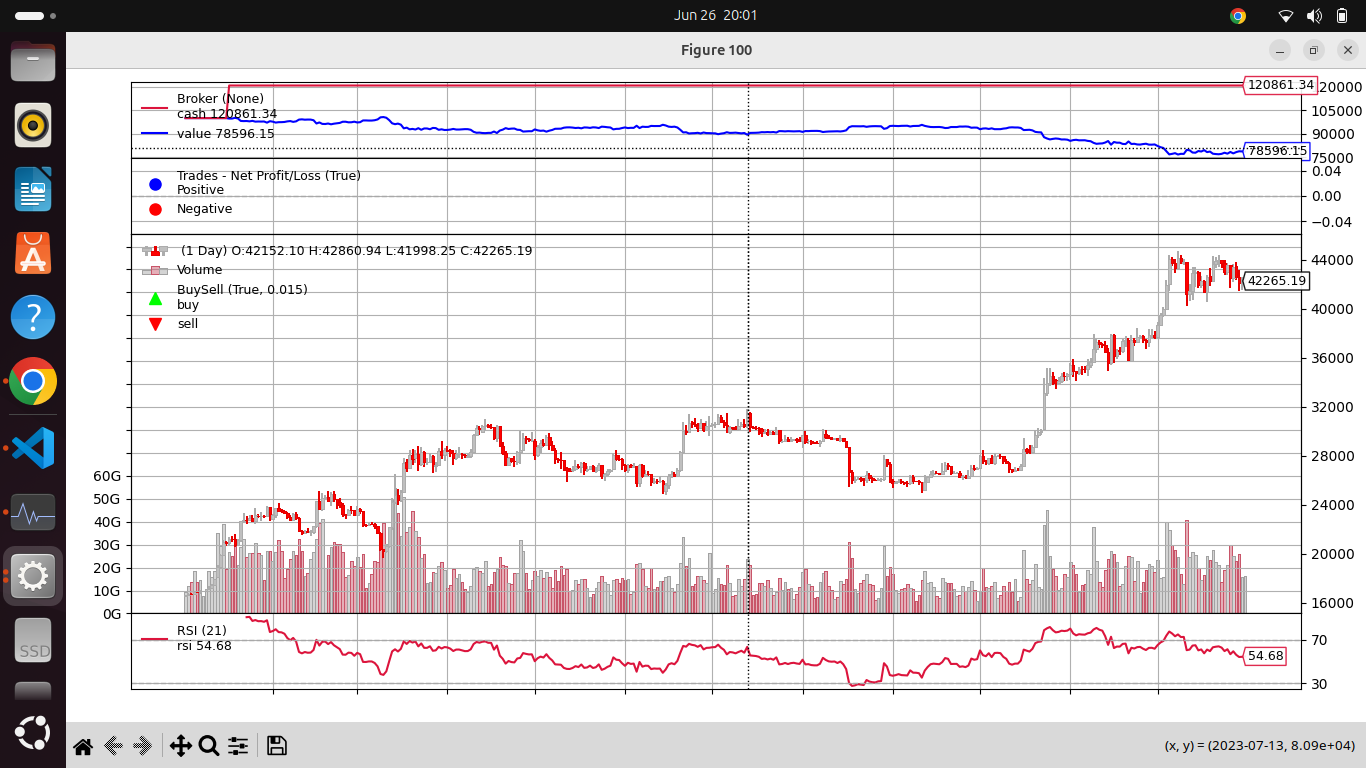 Jun 26 20:01
Figure 100
Broker (None)
cash 120861.34
value 78596.15
120861.34
20000
105000
90000
78596.15
75000
Trades - Net Profit/Loss (True)
Positive
Negative
0.04
0.00
−0.04
(1 Day) O:42152.10 H:42860.94 L:41998.25 C:42265.19
Volume
BuySell (True, 0.015)
buy
sell
44000
42265.19
40000
36000
32000
28000
24000
20000
16000
60G
50G
40G
30G
20G
10G
0G
RSI (21)
rsi 54.68
70
54.68
30
?
SSD
(x, y) = (2023-07-13, 8.09e+04)